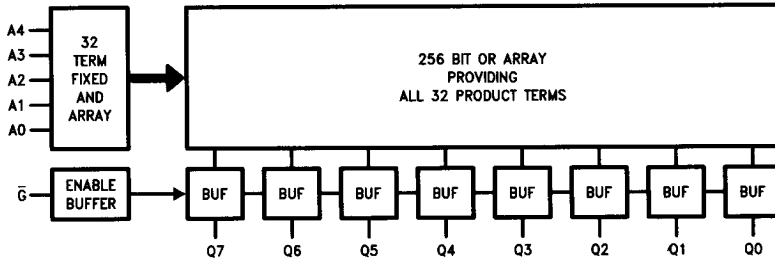 A4
A3
A2
A1
A0
32
TERM
FIXED
AND
ARRAY
256 BIT OR ARRAY
PROVIDING
ALL 32 PRODUCT TERMS
G̅
ENABLE
BUFFER
BUF BUF BUF BUF BUF BUF BUF BUF
Q7 Q6 Q5 Q4 Q3 Q2 Q1 Q0